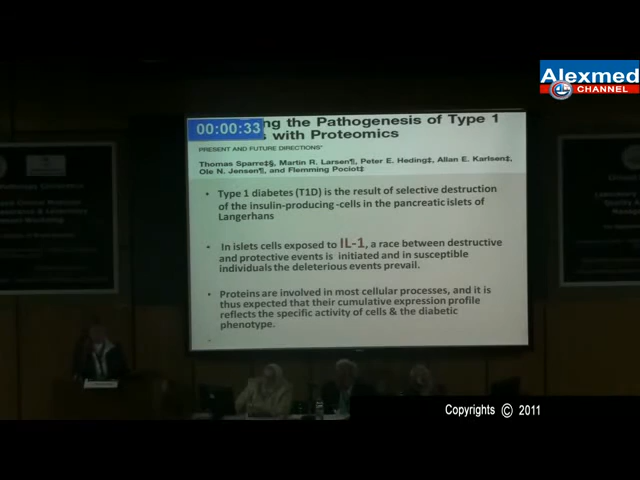 Alexmed
CHANNEL
00:00:33
ng the Pathogenesis of Type 1
with Proteomics
PRESENT AND FUTURE DIRECTIONS*
Thomas Sparre‡§, Martin R. Larsen¶, Peter E. Heding‡, Allan E. Karlsen‡,
Ole N. Jensen¶, and Flemming Pociot‡
• Type 1 diabetes (T1D) is the result of selective destruction
of the insulin-producing -cells in the pancreatic islets of
Langerhans
• In islets cells exposed to IL-1, a race between destructive
and protective events is initiated and in susceptible
individuals the deleterious events prevail.
• Proteins are involved in most cellular processes, and it is
thus expected that their cumulative expression profile
reflects the specific activity of cells & the diabetic
phenotype.
Copyrights © 2011